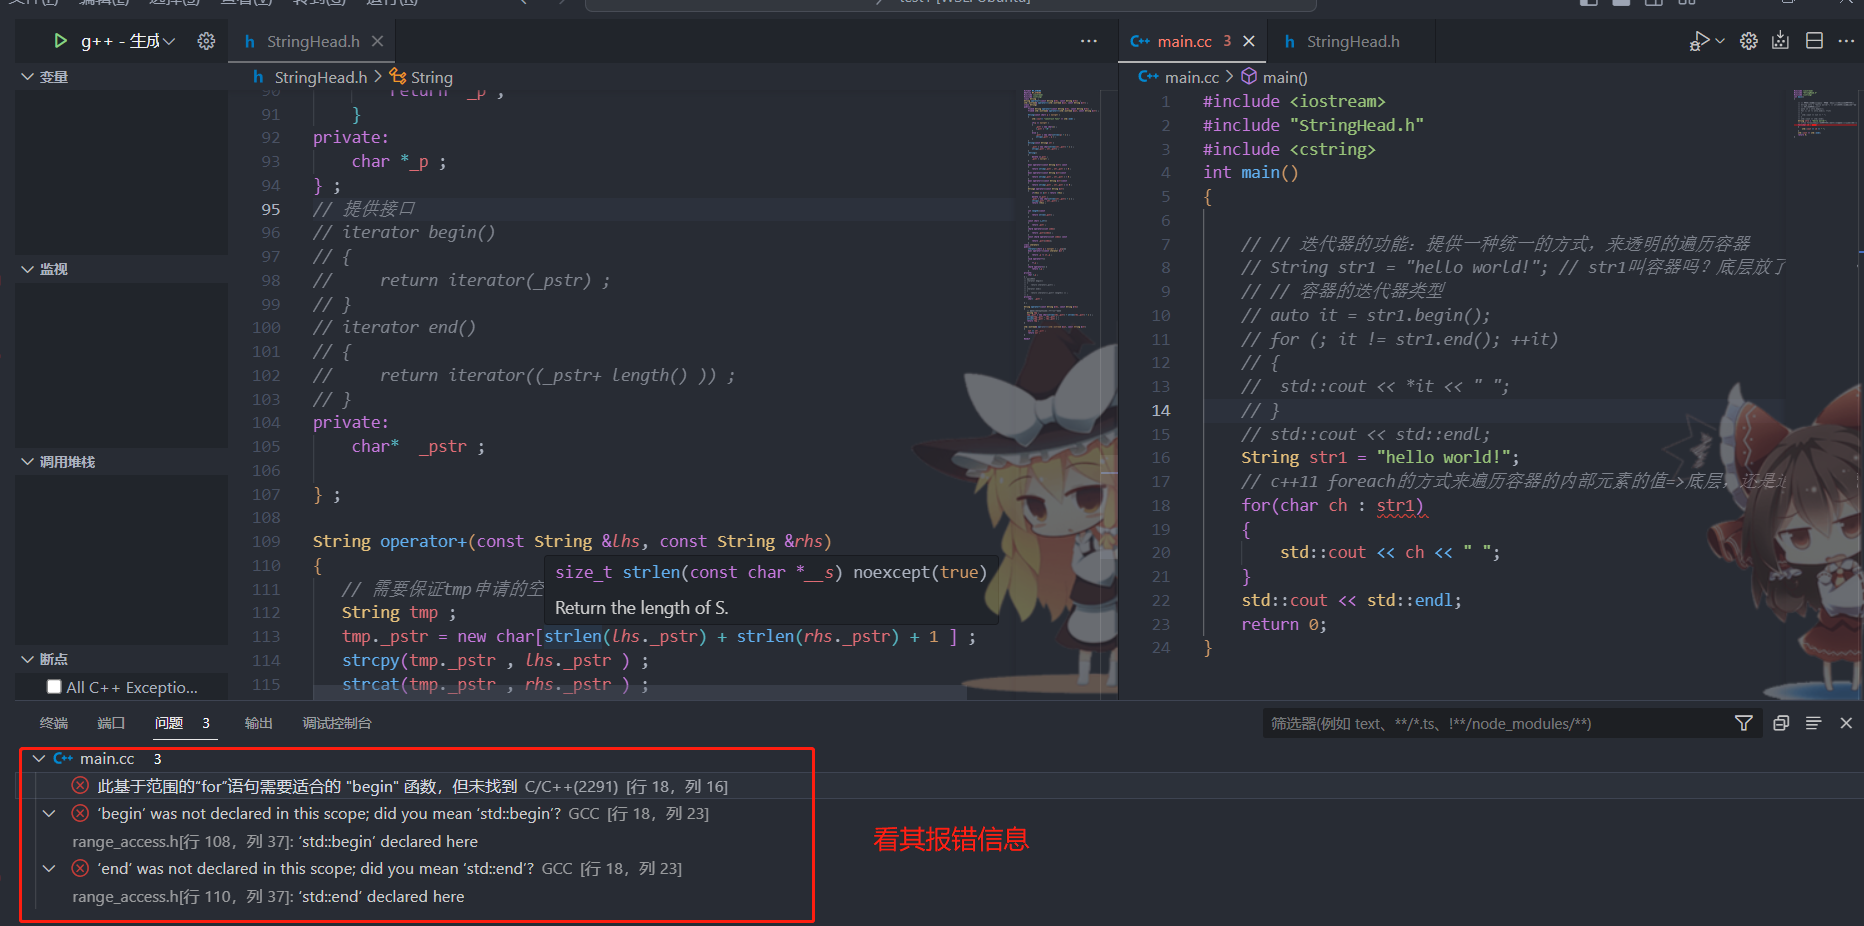 文件(F) 编辑(E) 选择(S) 查看(V) 转到(G) 运行(R)
test1 [WSL: Ubuntu]
g++ - 生成
StringHead.h
main.cc 3
StringHead.h
变量
监视
调用堆栈
断点
All C++ Exceptio...
StringHead.h > String
90 return _p ;
91 }
92 private:
93 char *_p ;
94 } ;
95 // 提供接口
96 // iterator begin()
97 // {
98 //     return iterator(_pstr) ;
99 // }
100 // iterator end()
101 // {
102 //     return iterator((_pstr+ length() )) ;
103 // }
104 private:
105 char*  _pstr ;
106
107 } ;
108
109 String operator+(const String &lhs, const String &rhs)
110 {
111 // 需要保证tmp申请的空
size_t strlen(const char *__s) noexcept(true)
Return the length of S.
112 String tmp ;
113 tmp._pstr = new char[strlen(lhs._pstr) + strlen(rhs._pstr) + 1 ] ;
114 strcpy(tmp._pstr , lhs._pstr ) ;
115 strcat(tmp._pstr , rhs._pstr ) ;
main.cc > main()
1 #include <iostream>
2 #include "StringHead.h"
3 #include <cstring>
4 int main()
5 {
6
7 // // 迭代器的功能：提供一种统一的方式，来透明的遍历容器
8 // String str1 = "hello world!"; // str1叫容器吗？底层放了
9 // // 容器的迭代器类型
10 // auto it = str1.begin();
11 // for (; it != str1.end(); ++it)
12 // {
13 //  std::cout << *it << " ";
14 // }
15 // std::cout << std::endl;
16 String str1 = "hello world!";
17 // c++11 foreach的方式来遍历容器的内部元素的值=>底层，还是通
18 for(char ch : str1)
19 {
20 std::cout << ch << " ";
21 }
22 std::cout << std::endl;
23 return 0;
24 }
终端 端口 问题 3 输出 调试控制台
筛选器(例如 text、**/*.ts、!**/node_modules/**)
main.cc 3
此基于范围的“for”语句需要适合的 "begin" 函数，但未找到 C/C++(2291) [行 18，列 16]
‘begin’ was not declared in this scope; did you mean ‘std::begin’? GCC [行 18，列 23]
range_access.h[行 108，列 37]: ‘std::begin’ declared here
‘end’ was not declared in this scope; did you mean ‘std::end’? GCC [行 18，列 23]
range_access.h[行 110，列 37]: ‘std::end’ declared here
看其报错信息